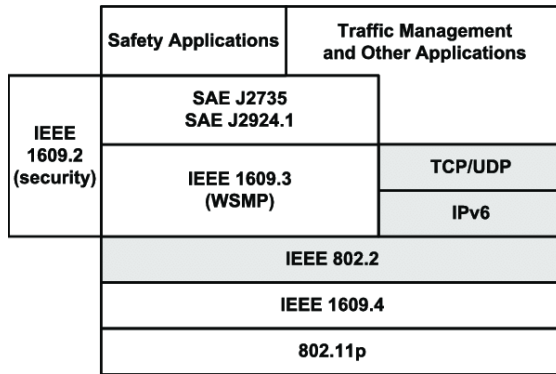 Safety Applications
Traffic Management
and Other Applications
IEEE
1609.2
(security)
SAE J2735
SAE J2924.1
IEEE 1609.3
(WSMP)
TCP/UDP
IPv6
IEEE 802.2
IEEE 1609.4
802.11p